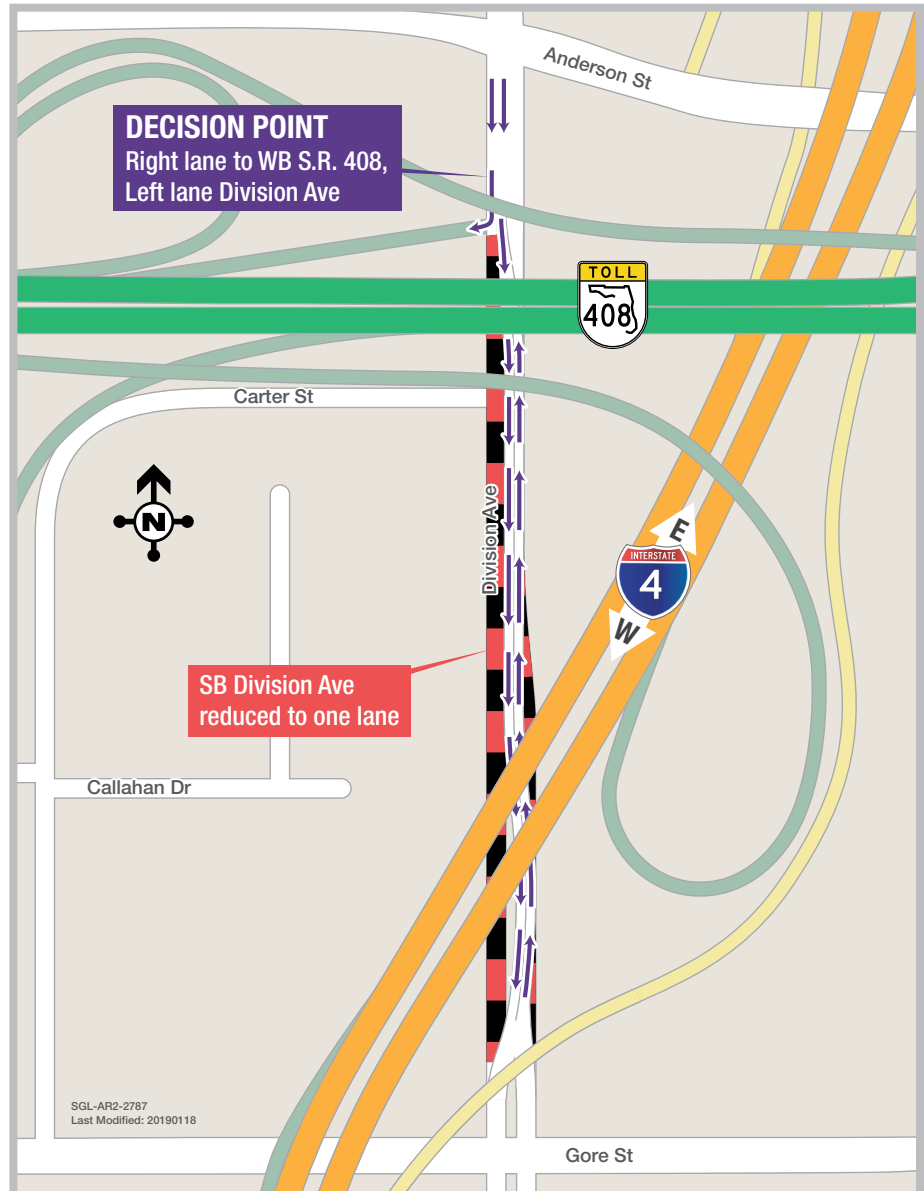 Anderson St
DECISION POINT
Right lane to WB S.R. 408,
Left lane Division Ave
TOLL
408
Carter St
N
Division Ave
E
INTERSTATE
4
W
SB Division Ave
reduced to one lane
Callahan Dr
SGL-AR2-2787
Last Modified: 20190118
Gore St